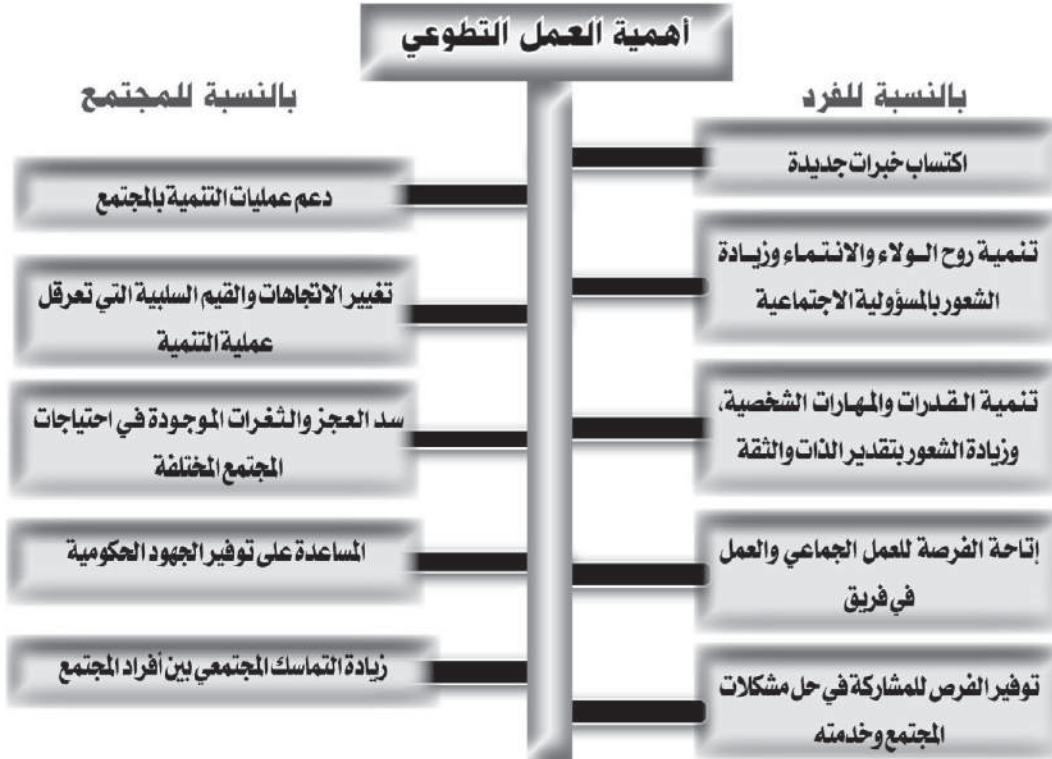 أهمية العمل التطوعي
بالنسبة للفرد
اكتساب خبرات جديدة
تنمية روح الولاء والانتماء وزيادة
الشعور بالمسؤولية الاجتماعية
تنمية القدرات والمهارات الشخصية،
وزيادة الشعور بتقدير الذات والثقة
إتاحة الفرصة للعمل الجماعي والعمل
في فريق
توفير الفرص للمشاركة في حل مشكلات
المجتمع وخدمته
بالنسبة للمجتمع
دعم عمليات التنمية بالمجتمع
تغيير الاتجاهات والقيم السلبية التي تعرقل
عملية التنمية
سد العجز والثغرات الموجودة في احتياجات
المجتمع المختلفة
المساعدة على توفير الجهود الحكومية
زيادة التماسك المجتمعي بين أفراد المجتمع